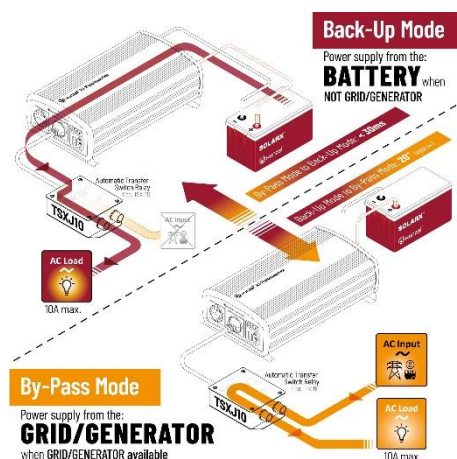 Back-Up Mode
Power supply from the:
BATTERY when
NOT GRID/GENERATOR
SOLARX
By-Pass Mode to Back-Up Mode: < 30ms
Back-Up Mode to By-Pass Mode: 20"
SOLARX
Automatic Transfer
Switch Relay
TSXJ10
AC Input
AC Load
10A max.
By-Pass Mode
Power supply from the:
GRID/GENERATOR
when GRID/GENERATOR available
Automatic Transfer
Switch Relay
TSXJ10
AC Input
AC Load
10A max.